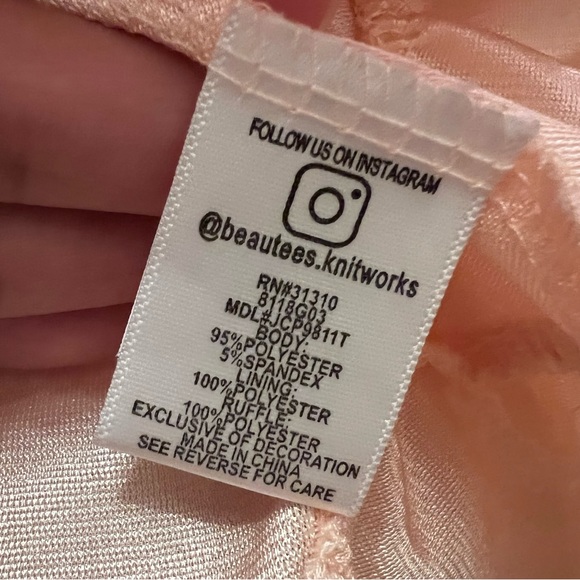 FOLLOW US ON INSTAGRAM
@beautees.knitworks
RN#31310
8118G03
MDL#JCP9811T
BODY:
95%POLYESTER
5%SPANDEX
LINING:
100%POLYESTER
RUFFLE:
100%POLYESTER
EXCLUSIVE OF DECORATION
MADE IN CHINA
SEE REVERSE FOR CARE